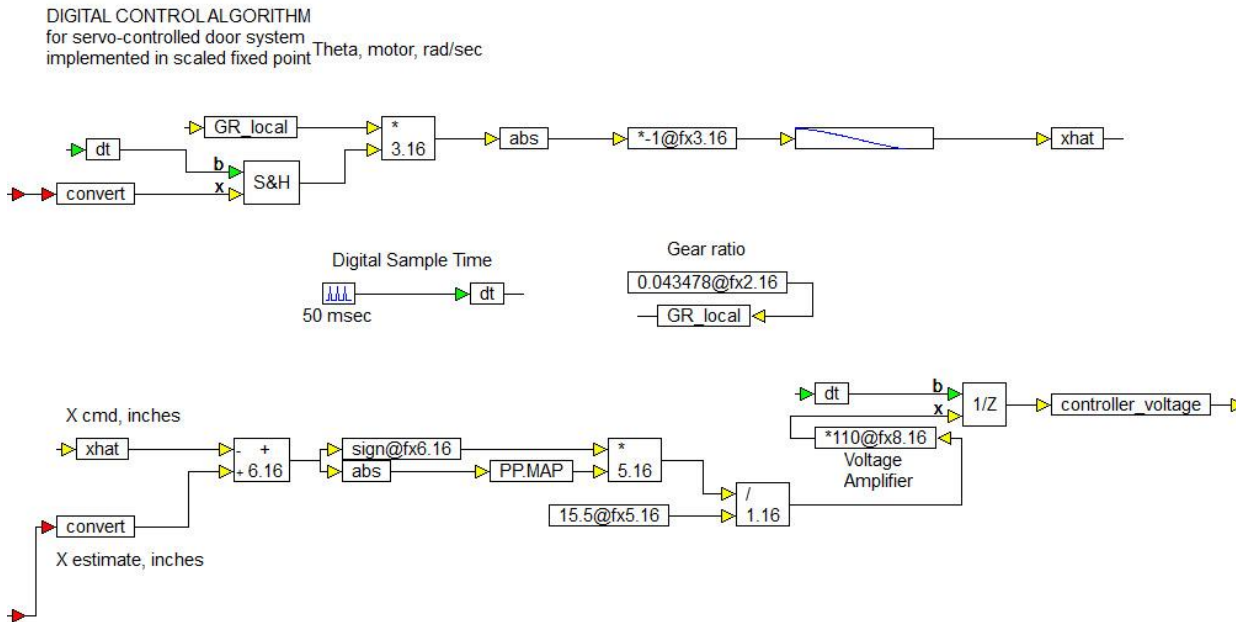 DIGITAL CONTROL ALGORITHM
for servo-controlled door system
implemented in scaled fixed point
Theta, motor, rad/sec
GR_local
*
3.16
abs
*-1@fx3.16
xhat
dt
b
S&H
convert
x
Digital Sample Time
dt
50 msec
Gear ratio
0.043478@fx2.16
GR_local
dt
b
x
1/Z
controller_voltage
*110@fx8.16
Voltage
Amplifier
X cmd, inches
xhat
- +
+ 6.16
sign@fx6.16
abs
PP.MAP
*
5.16
/
1.16
15.5@fx5.16
convert
X estimate, inches